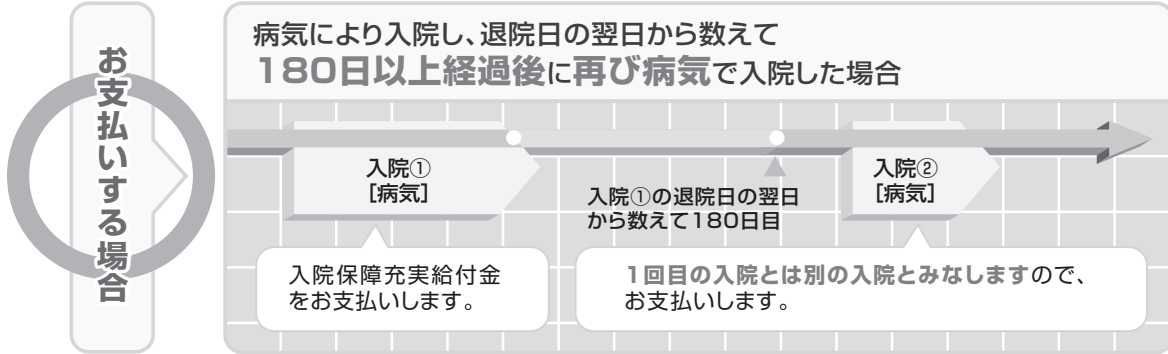 お支払いする場合
病気により入院し、退院日の翌日から数えて
180日以上経過後に再び病気で入院した場合
入院①
[病気]
入院①の退院日の翌日
から数えて180日目
入院②
[病気]
入院保障充実給付金
をお支払いします。
1回目の入院とは別の入院とみなしますので、
お支払いします。